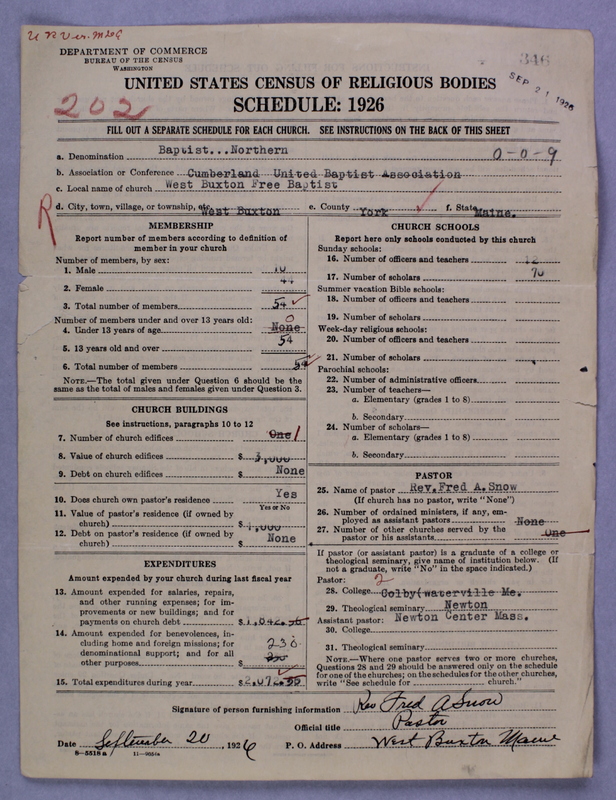 DEPARTMENT OF COMMERCE
BUREAU OF THE CENSUS
WASHINGTON
346
SEP 21 1926
UNITED STATES CENSUS OF RELIGIOUS BODIES
202
SCHEDULE: 1926
FILL OUT A SEPARATE SCHEDULE FOR EACH CHURCH. SEE INSTRUCTIONS ON THE BACK OF THIS SHEET
a. Denomination Baptist...Northern 0-0-9
b. Association or Conference Cumberland United Baptist Association
c. Local name of church West Buxton Free Baptist
d. City, town, village, or township, etc. West Buxton e. County York f. State Maine.
R
MEMBERSHIP
Report number of members according to definition of
member in your church
Number of members, by sex:
1. Male 10
2. Female 44
3. Total number of members 54
Number of members under and over 13 years old:
4. Under 13 years of age None 0
5. 13 years old and over 54
6. Total number of members 54
NOTE.—The total given under Question 6 should be the
same as the total of males and females given under Question 3.
CHURCH BUILDINGS
See instructions, paragraphs 10 to 12
7. Number of church edifices One 1
8. Value of church edifices $ 3,000
9. Debt on church edifices $ None
10. Does church own pastor's residence Yes
Yes or No
11. Value of pastor's residence (if owned by
church) $ 1,000
12. Debt on pastor's residence (if owned by
church) $ None
EXPENDITURES
Amount expended by your church during last fiscal year
13. Amount expended for salaries, repairs,
and other running expenses; for im-
provements or new buildings; and for
payments on church debt $
14. Amount expended for benevolences, in-
cluding home and foreign missions; for
denominational support; and for all
other purposes $ 230
15. Total expenditures during year $
CHURCH SCHOOLS
Report here only schools conducted by this church
Sunday schools:
16. Number of officers and teachers 12
17. Number of scholars 70
Summer vacation Bible schools:
18. Number of officers and teachers
19. Number of scholars
Week-day religious schools:
20. Number of officers and teachers
21. Number of scholars
Parochial schools:
22. Number of administrative officers
23. Number of teachers—
a. Elementary (grades 1 to 8)
b. Secondary
24. Number of scholars—
a. Elementary (grades 1 to 8)
b. Secondary
PASTOR
25. Name of pastor Rev. Fred A. Snow
(If church has no pastor, write "None")
26. Number of ordained ministers, if any, em-
ployed as assistant pastors None
27. Number of other churches served by the
pastor or his assistants One
If pastor (or assistant pastor) is a graduate of a college or
theological seminary, give name of institution below. (If
not a graduate, write "No" in the space indicated.)
Pastor: 2
28. College Colby(waterville Me.
29. Theological seminary Newton
Assistant pastor: Newton Center Mass.
30. College
31. Theological seminary
NOTE.—Where one pastor serves two or more churches,
Questions 28 and 29 should be answered only on the schedule
for one of the churches; on the schedules for the other churches,
write "See schedule for church."
Signature of person furnishing information Rev Fred A Snow
Official title Pastor
Date September 20, 1926 P. O. Address West Buxton Maine
8—5518a 11—9051a